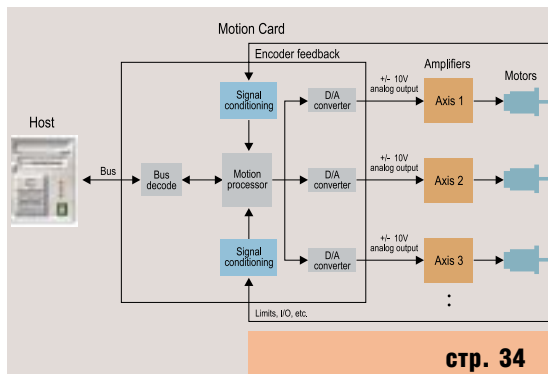 Motion Card
Encoder feedback
Amplifiers
Motors
Host
Signal
conditioning
D/A
converter
+/- 10V
analog output
Axis 1
Bus
Bus
decode
Motion
processor
D/A
converter
+/- 10V
analog output
Axis 2
Signal
conditioning
D/A
converter
+/- 10V
analog output
Axis 3
Limits, I/O, etc.
стр. 34